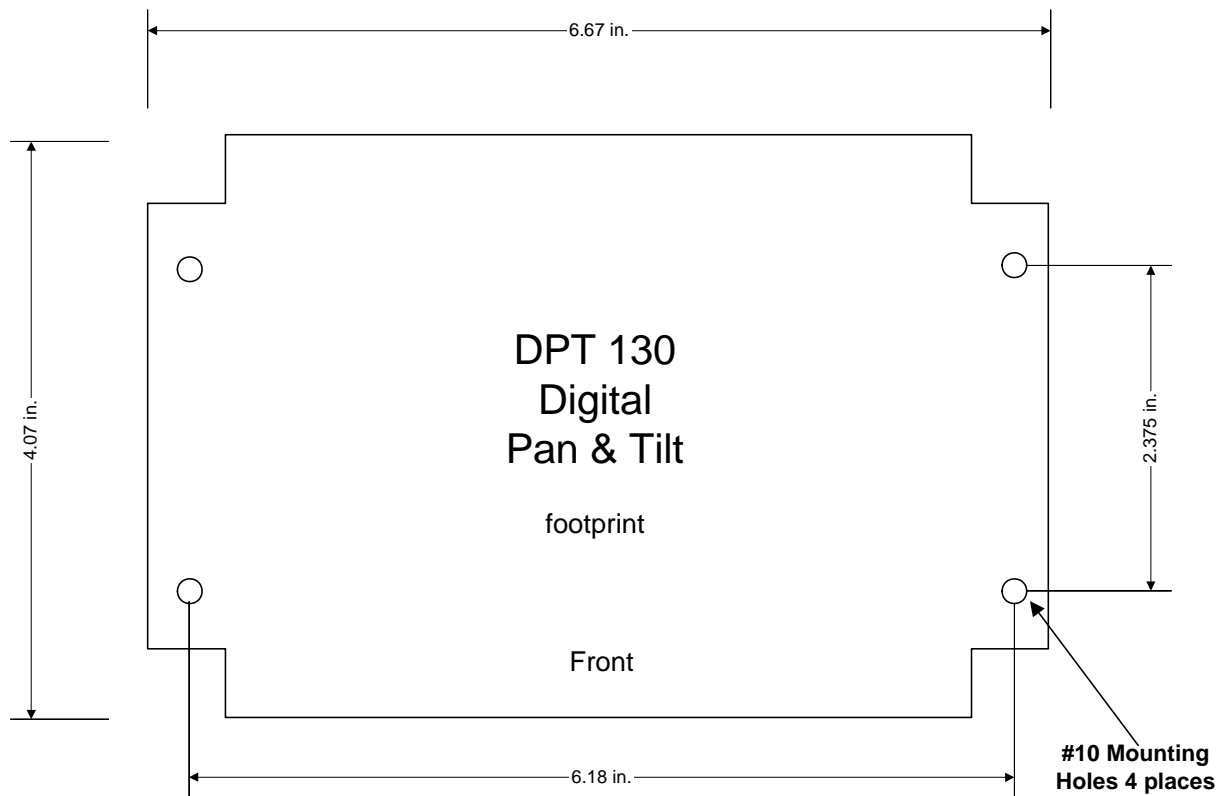 6.67 in.
4.07 in.
DPT 130
Digital
Pan & Tilt
2.375 in.
footprint
Front
6.18 in.
#10 Mounting
Holes 4 places